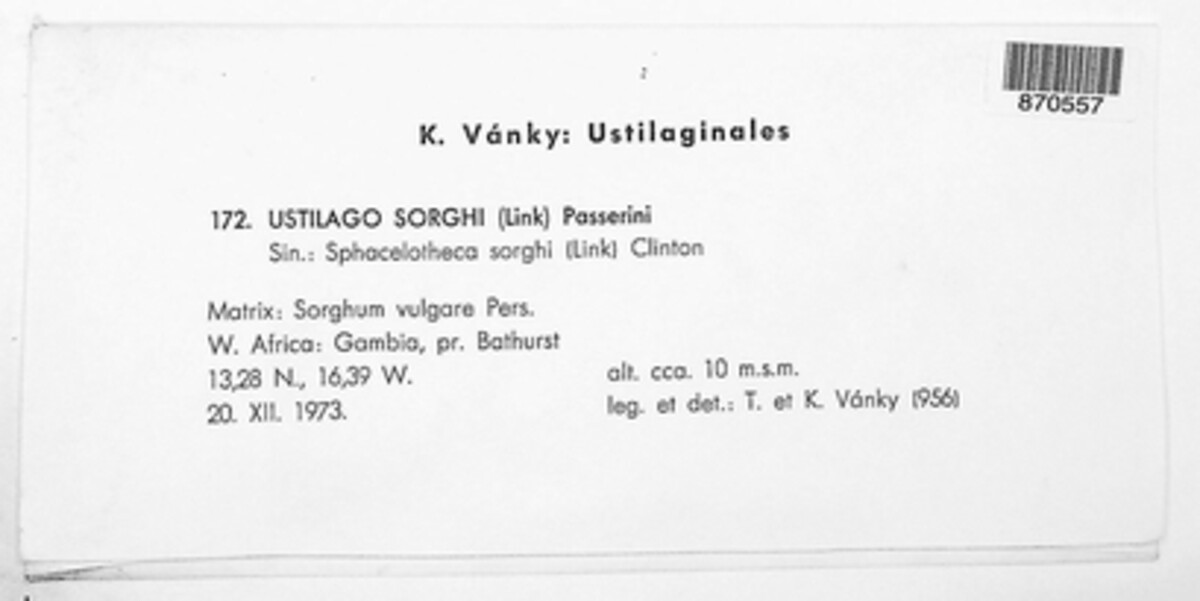 870557
K. Vánky: Ustilaginales
172. USTILAGO SORGHI (Link) Passerini
Sin.: Sphacelotheca sorghi (Link) Clinton
Matrix: Sorghum vulgare Pers.
W. Africa: Gambia, pr. Bathurst
13,28 N., 16,39 W.
alt. cca. 10 m.s.m.
20. XII. 1973.
leg. et det.: T. et K. Vánky (956)